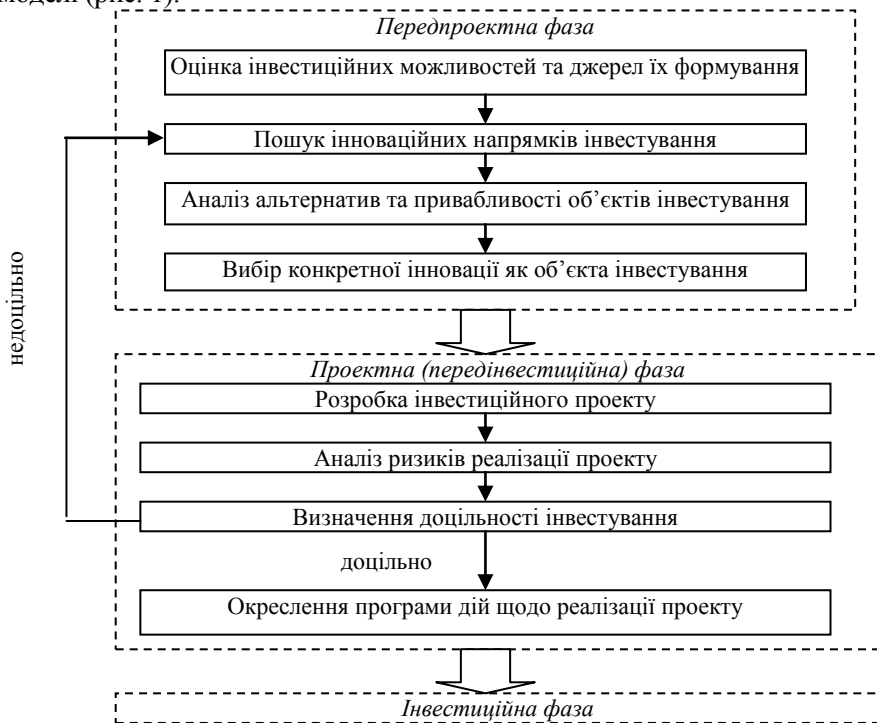 моделі (рис. 1).
Передпроектна фаза
Оцінка інвестиційних можливостей та джерел їх формування
Пошук інноваційних напрямків інвестування
Аналіз альтернатив та привабливості об’єктів інвестування
Вибір конкретної інновації як об’єкта інвестування
недоцільно
Проектна (передінвестиційна) фаза
Розробка інвестиційного проекту
Аналіз ризиків реалізації проекту
Визначення доцільності інвестування
доцільно
Окреслення програми дій щодо реалізації проекту
Інвестиційна фаза